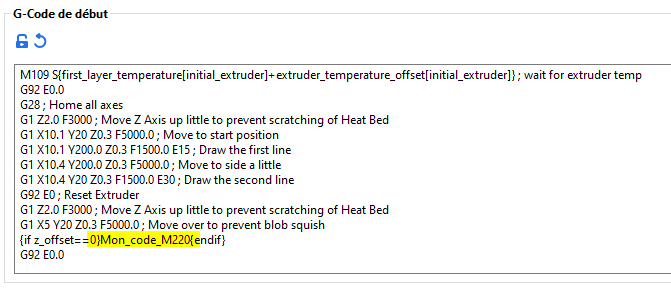 G-Code de début
M109 S{first_layer_temperature[initial_extruder]+extruder_temperature_offset[initial_extruder]} ; wait for extruder temp
G92 E0.0
G28 ; Home all axes
G1 Z2.0 F3000 ; Move Z Axis up little to prevent scratching of Heat Bed
G1 X10.1 Y20 Z0.3 F5000.0 ; Move to start position
G1 X10.1 Y200.0 Z0.3 F1500.0 E15 ; Draw the first line
G1 X10.4 Y200.0 Z0.3 F5000.0 ; Move to side a little
G1 X10.4 Y20 Z0.3 F1500.0 E30 ; Draw the second line
G92 E0 ; Reset Extruder
G1 Z2.0 F3000 ; Move Z Axis up little to prevent scratching of Heat Bed
G1 X5 Y20 Z0.3 F5000.0 ; Move over to prevent blob squish
{if z_offset==0}Mon_code_M220{endif}
G92 E0.0